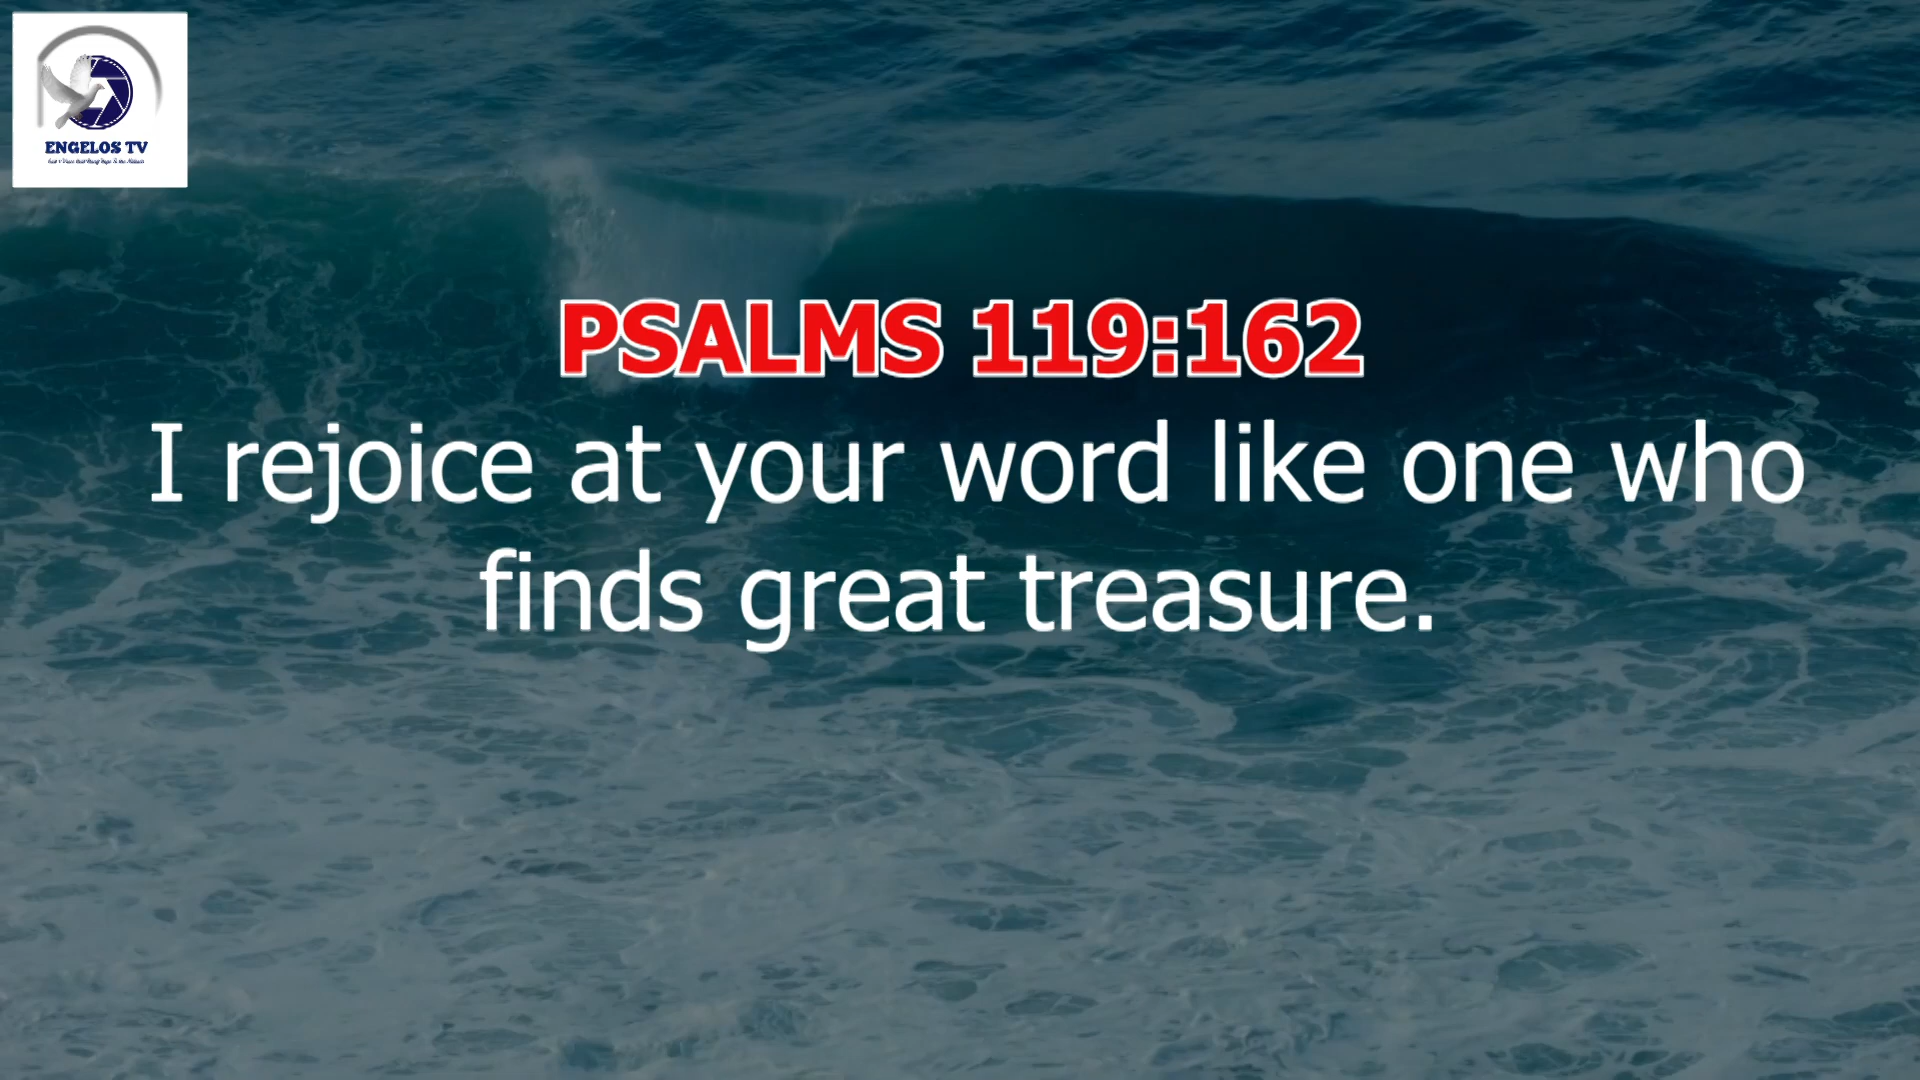 ENGELOS TV
PSALMS 119:162
I rejoice at your word like one who
finds great treasure.